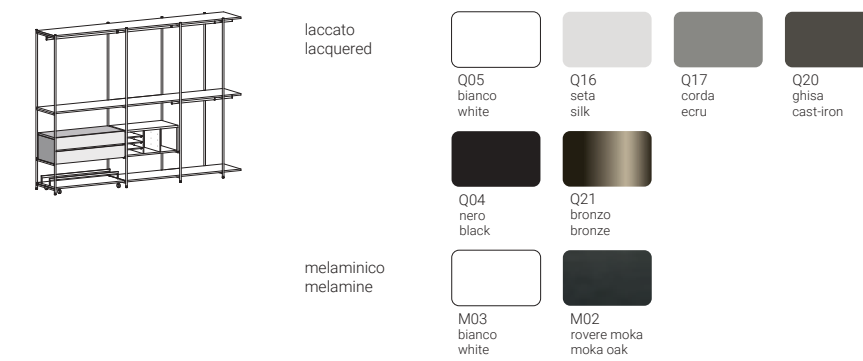 laccato
lacquered
Q05
bianco
white
Q16
seta
silk
Q17
corda
ecru
Q20
ghisa
cast-iron
Q04
nero
black
Q21
bronzo
bronze
melaminico
melamine
M03
bianco
white
M02
rovere moka
moka oak